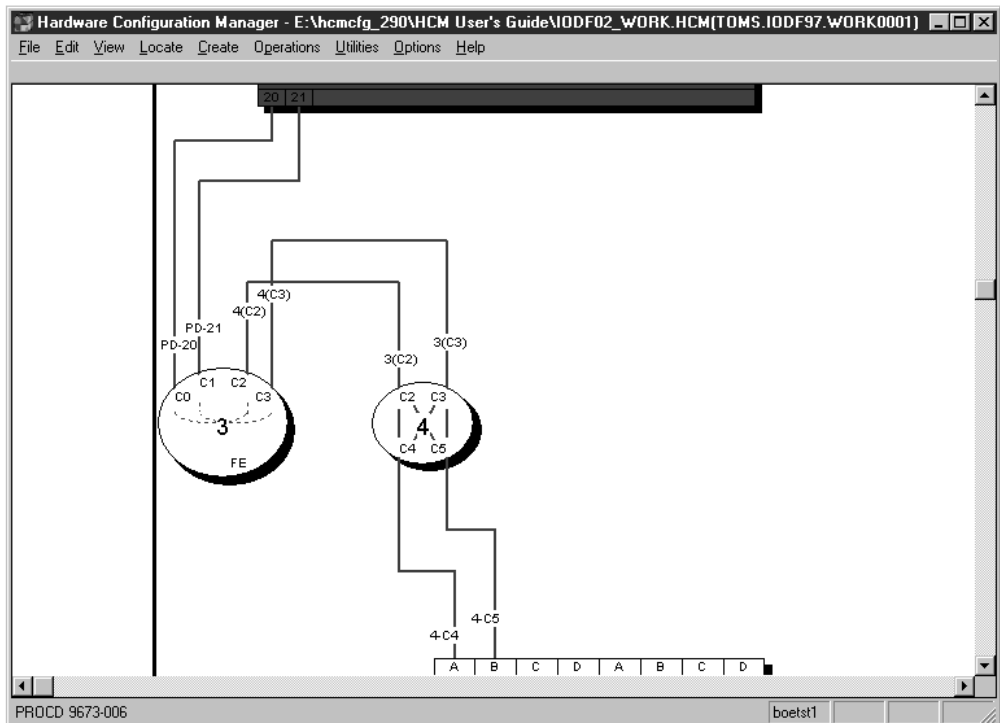 Hardware Configuration Manager - E:\hcmcfg_290\HCM User's Guide\IODF02_WORK.HCM(TOMS.IODF97.WORK0001)
File Edit View Locate Create Operations Utilities Options Help
20 21
4(C3)
4(C2)
PD-21
PD-20
3(C3)
3(C2)
C1 C2
C0 C3
3
FE
C2 C3
4
C4 C5
4-C5
4-C4
A B C D A B C D
PROCD 9673-006 boetst1